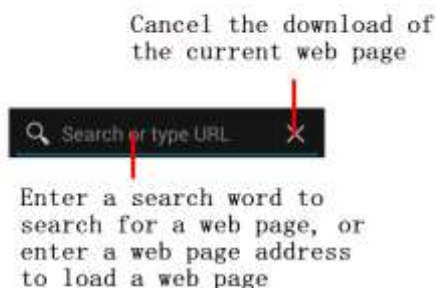 Cancel the download of
the current web page
Search or type URL
Enter a search word to
search for a web page, or
enter a web page address
to load a web page